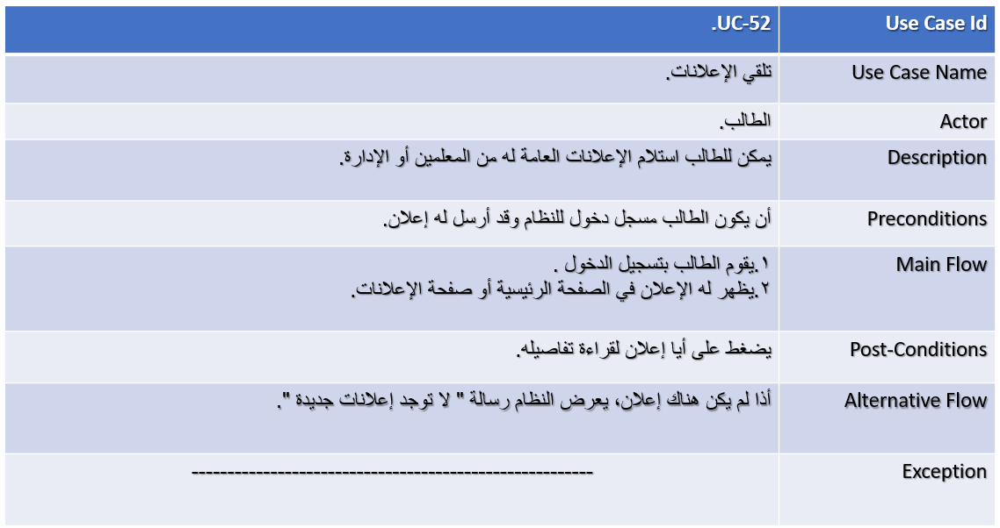 Use Case Id
UC-52.
Use Case Name
تلقي الإعلانات.
Actor
الطالب.
Description
يمكن للطالب استلام الإعلانات العامة له من المعلمين أو الإدارة.
Preconditions
أن يكون الطالب مسجل دخول للنظام وقد أرسل له إعلان.
Main Flow
١.يقوم الطالب بتسجيل الدخول .
٢.يظهر له الإعلان في الصفحة الرئيسية أو صفحة الإعلانات.
Post-Conditions
يضغط على أيا إعلان لقراءة تفاصيله.
Alternative Flow
أذا لم يكن هناك إعلان، يعرض النظام رسالة " لا توجد إعلانات جديدة ".
Exception
--------------------------------------------------------